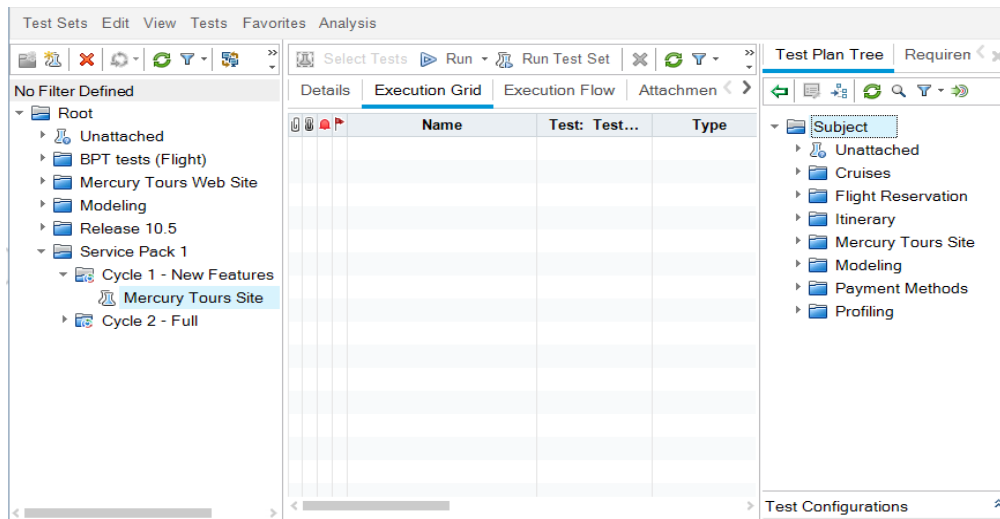 Test Sets Edit View Tests Favorites Analysis
No Filter Defined
Root
Unattached
BPT tests (Flight)
Mercury Tours Web Site
Modeling
Release 10.5
Service Pack 1
Cycle 1 - New Features
Mercury Tours Site
Cycle 2 - Full
Select Tests Run Run Test Set
Details Execution Grid Execution Flow Attachmen
Name Test: Test... Type
Test Plan Tree Requiren
Subject
Unattached
Cruises
Flight Reservation
Itinerary
Mercury Tours Site
Modeling
Payment Methods
Profiling
Test Configurations